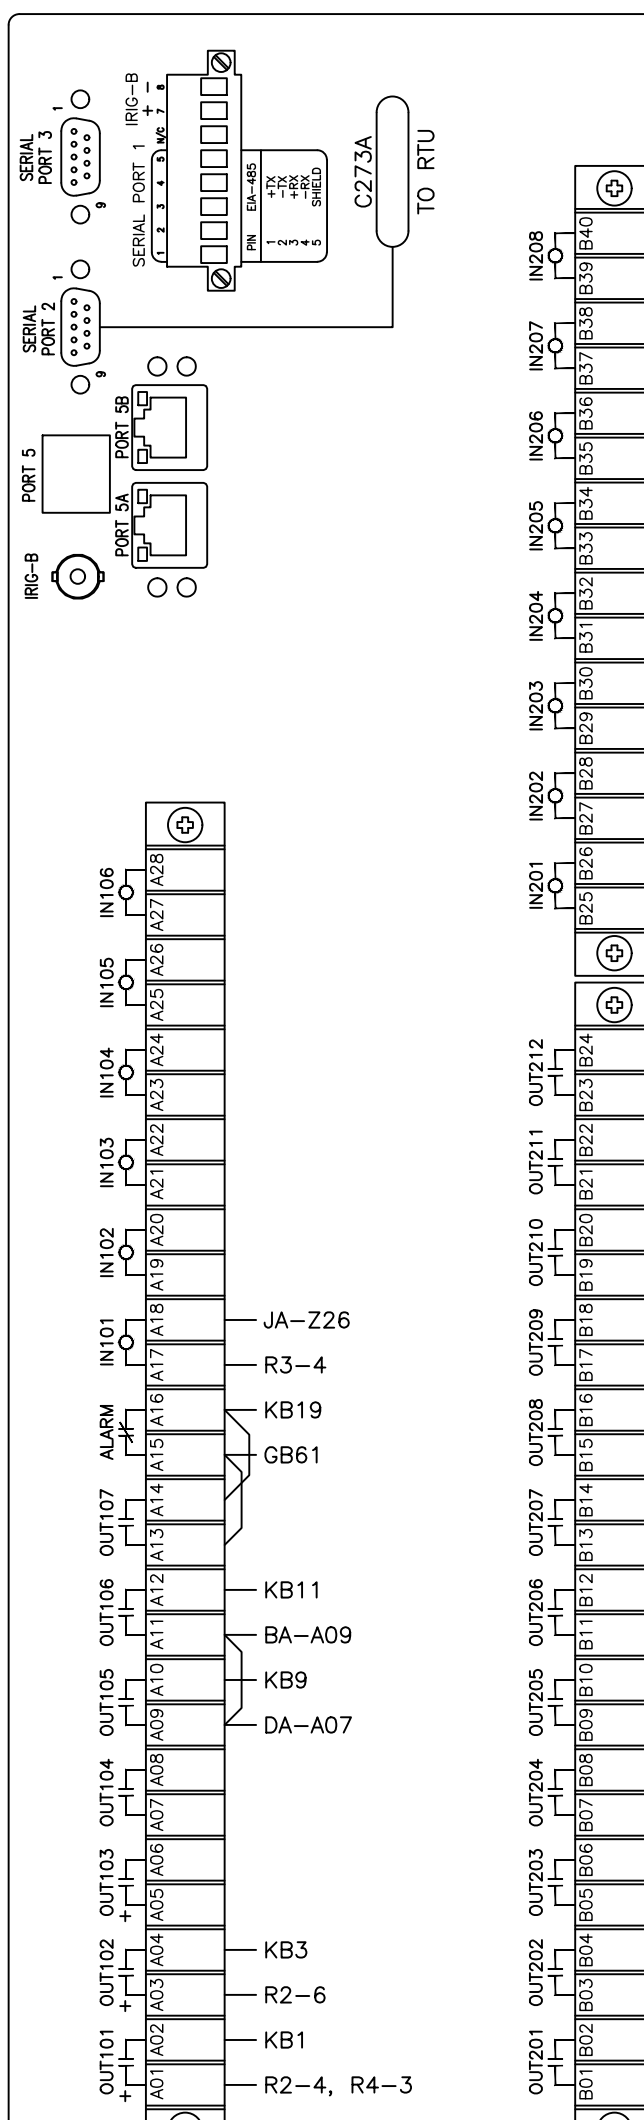 SERIAL
PORT 3
1
9
SERIAL PORT 1
IRIG-B
+ -
1 2 3 4 5 N/C 7 8
PIN EIA-485
1 +TX
2 -TX
3 +RX
4 -RX
5 SHIELD
C273A
TO RTU
SERIAL
PORT 2
1
9
PORT 5
PORT 5B
PORT 5A
IRIG-B
IN208
B40
B39
IN207
B38
B37
IN206
B36
B35
IN205
B34
B33
IN204
B32
B31
IN203
B30
B29
IN202
B28
B27
IN201
B26
B25
IN106
A28
A27
IN105
A26
A25
IN104
A24
A23
IN103
A22
A21
IN102
A20
A19
IN101
A18 JA-Z26
A17 R3-4
ALARM
A16 KB19
A15 GB61
OUT107
A14
A13
OUT106
A12 KB11
A11 BA-A09
OUT105
A10 KB9
A09 DA-A07
OUT104
A08
A07
OUT103
A06
+ A05
OUT102
A04 KB3
+ A03 R2-6
OUT101
A02 KB1
+ A01 R2-4, R4-3
OUT212
B24
B23
OUT211
B22
B21
OUT210
B20
B19
OUT209
B18
B17
OUT208
B16
B15
OUT207
B14
B13
OUT206
B12
B11
OUT205
B10
B09
OUT204
B08
B07
OUT203
B06
B05
OUT202
B04
B03
OUT201
B02
B01